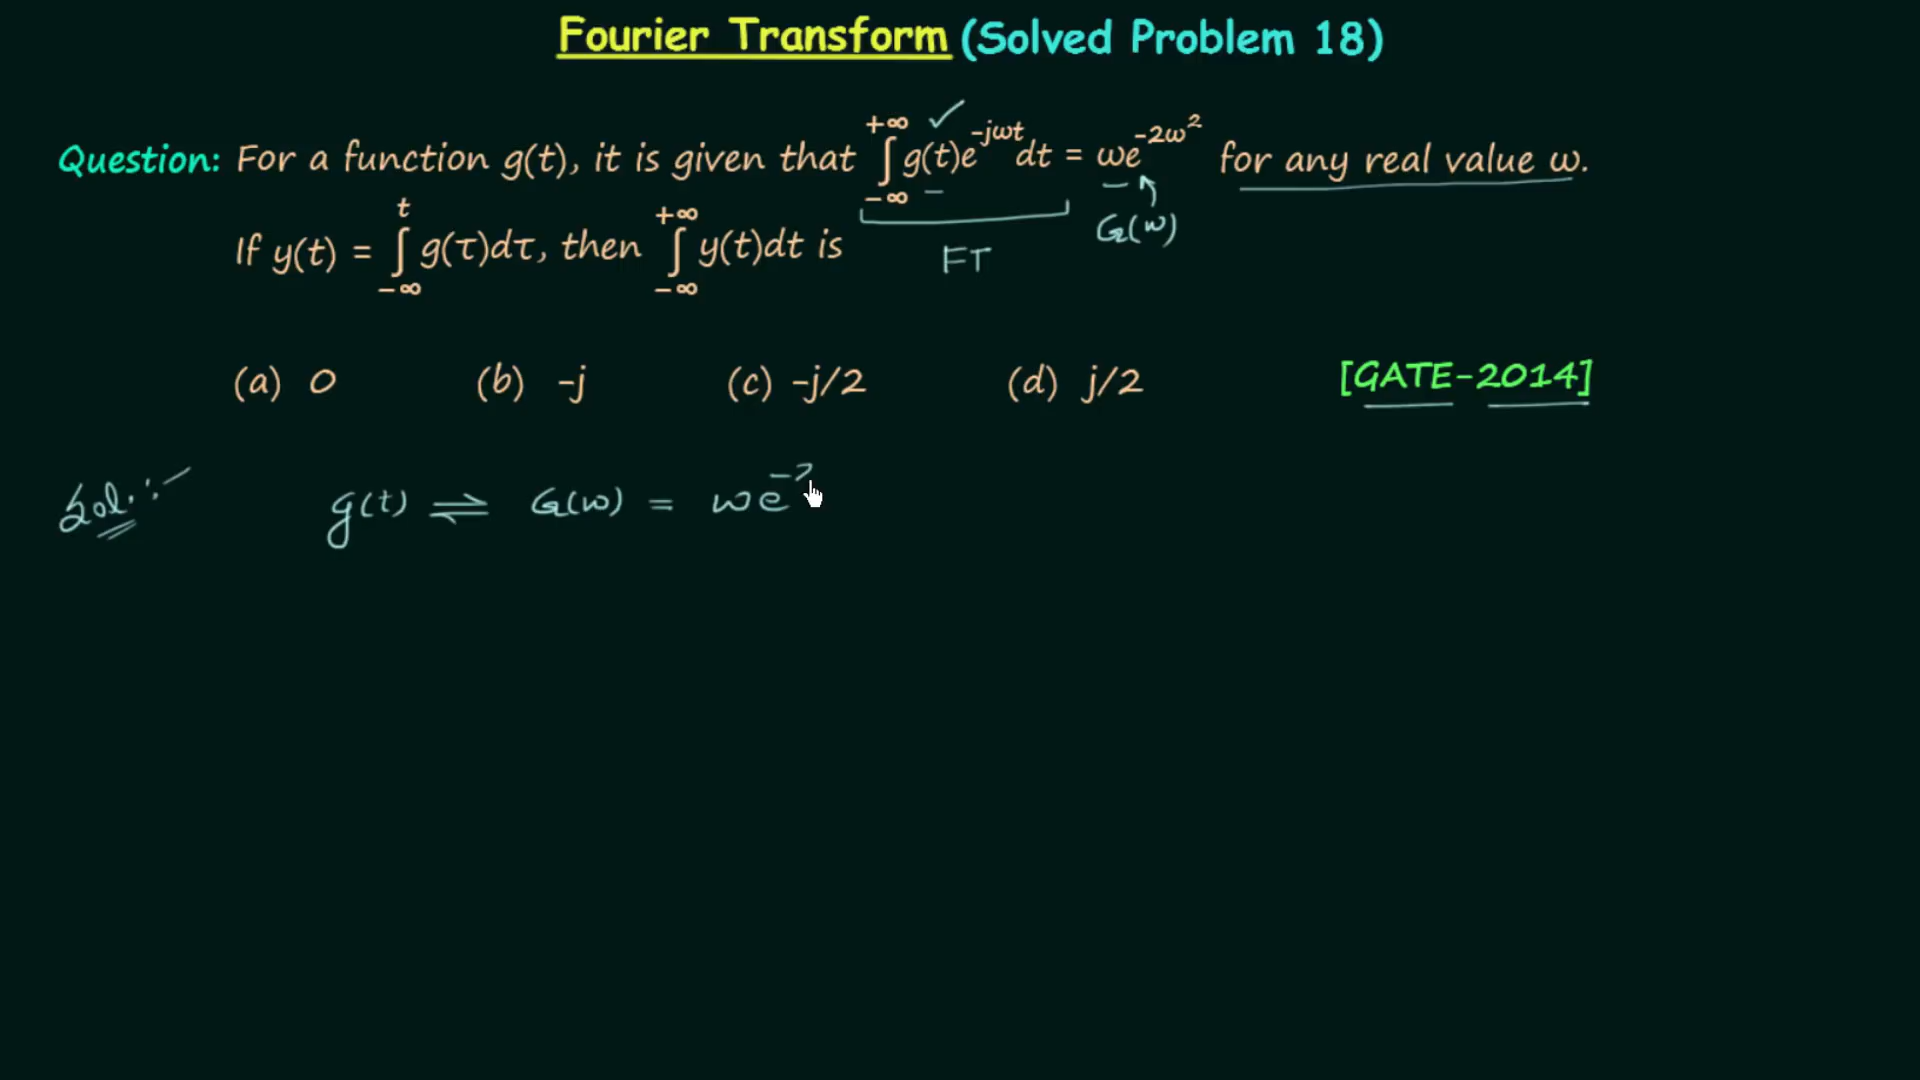 Fourier Transform (Solved Problem 18)
Question: For a function g(t), it is given that ∫_{-∞}^{+∞} g(t)e^{-jωt}dt = ωe^{-2ω²} for any real value ω.
G(ω)
If y(t) = ∫_{-∞}^{t} g(τ)dτ, then ∫_{-∞}^{+∞} y(t)dt is
FT
(a) 0 (b) -j (c) -j/2 (d) j/2 [GATE-2014]
Sol.: g(t) ⇌ G(ω) = ωe^{-2